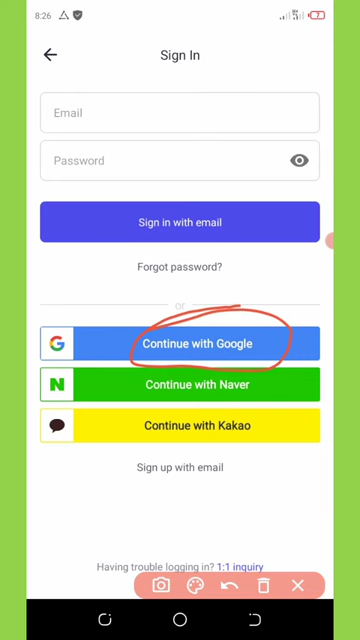 8:26
7
Sign In
Email
Password
Sign in with email
Forgot password?
or
Continue with Google
N Continue with Naver
Continue with Kakao
Sign up with email
Having trouble logging in? 1:1 inquiry